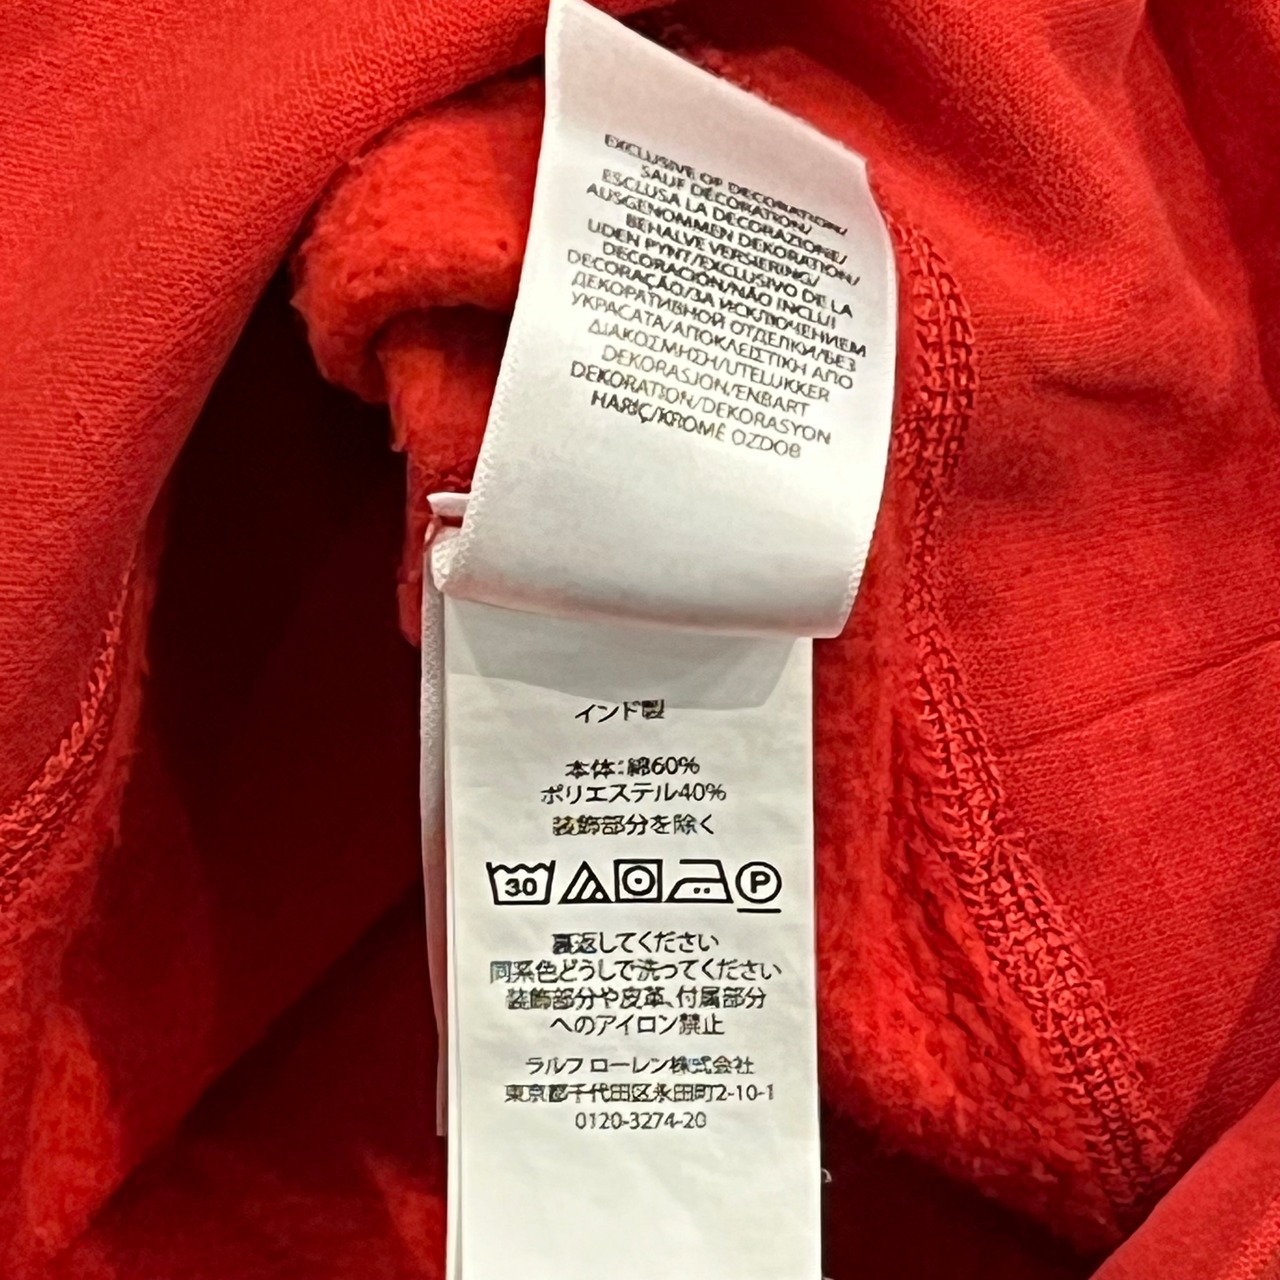 EXCLUSIVE OF DECORATION/
SAUF DÉCORATION/
ESCLUSA LA DECORAZIONE/
AUSGENOMMEN DEKORATION/
BEHALVE VERSIERING/
UDEN PYNT/EXCLUSIVO DE LA
DECORACIÓN/NÃO INCLUI
DECORAÇÃO/ЗА ИСКЛЮЧЕНИЕМ
ДЕКОРАТИВНОЙ ОТДЕЛКИ/БЕЗ
УКРАСАТА/ΑΠΟΚΛΕΙΣΤΙΚΗ ΑΠΟ
ΔΙΑΚΟΣΜΗΣΗ/UTELUKKER
DEKORASJON/ENBART
DEKORATION/DEKORASYON
HARİÇ/KROMĚ OZDOB
インド製
本体:綿60%
ポリエステル40%
装飾部分を除く
30 P
裏返してください
同系色どうしで洗ってください
装飾部分や皮革、付属部分
へのアイロン禁止
ラルフ ローレン株式会社
東京都千代田区永田町2-10-1
0120-3274-20